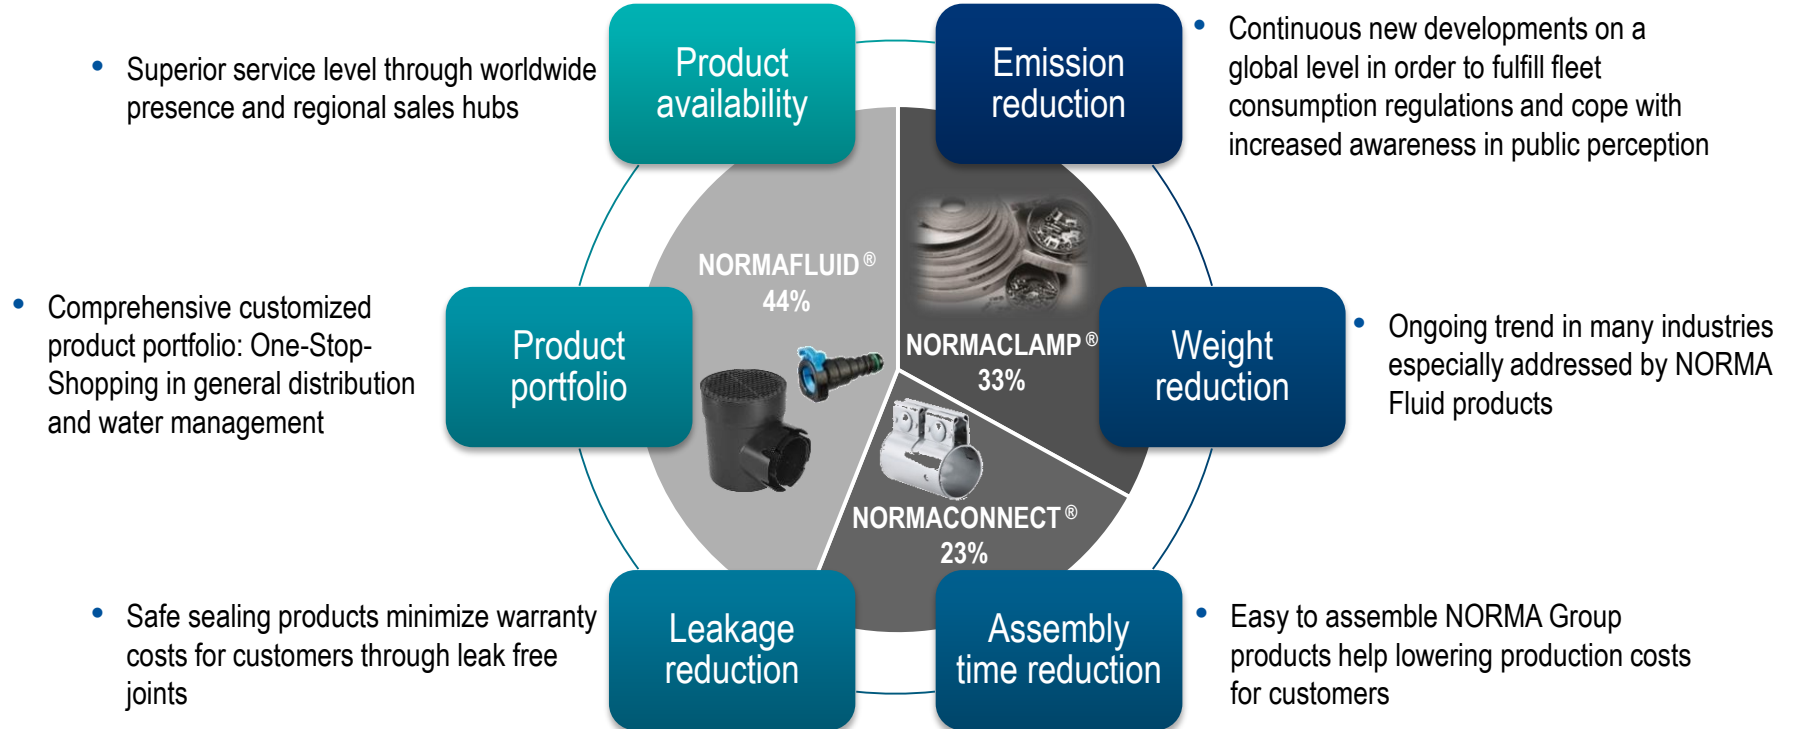 Product
availability
• Superior service level through worldwide
presence and regional sales hubs
Emission
reduction
• Continuous new developments on a
global level in order to fulfill fleet
consumption regulations and cope with
increased awareness in public perception
NORMAFLUID®
44%
NORMACLAMP®
33%
NORMACONNECT®
23%
Product
portfolio
• Comprehensive customized
product portfolio: One-Stop-
Shopping in general distribution
and water management
Weight
reduction
• Ongoing trend in many industries
especially addressed by NORMA
Fluid products
Leakage
reduction
• Safe sealing products minimize warranty
costs for customers through leak free
joints
Assembly
time reduction
• Easy to assemble NORMA Group
products help lowering production costs
for customers